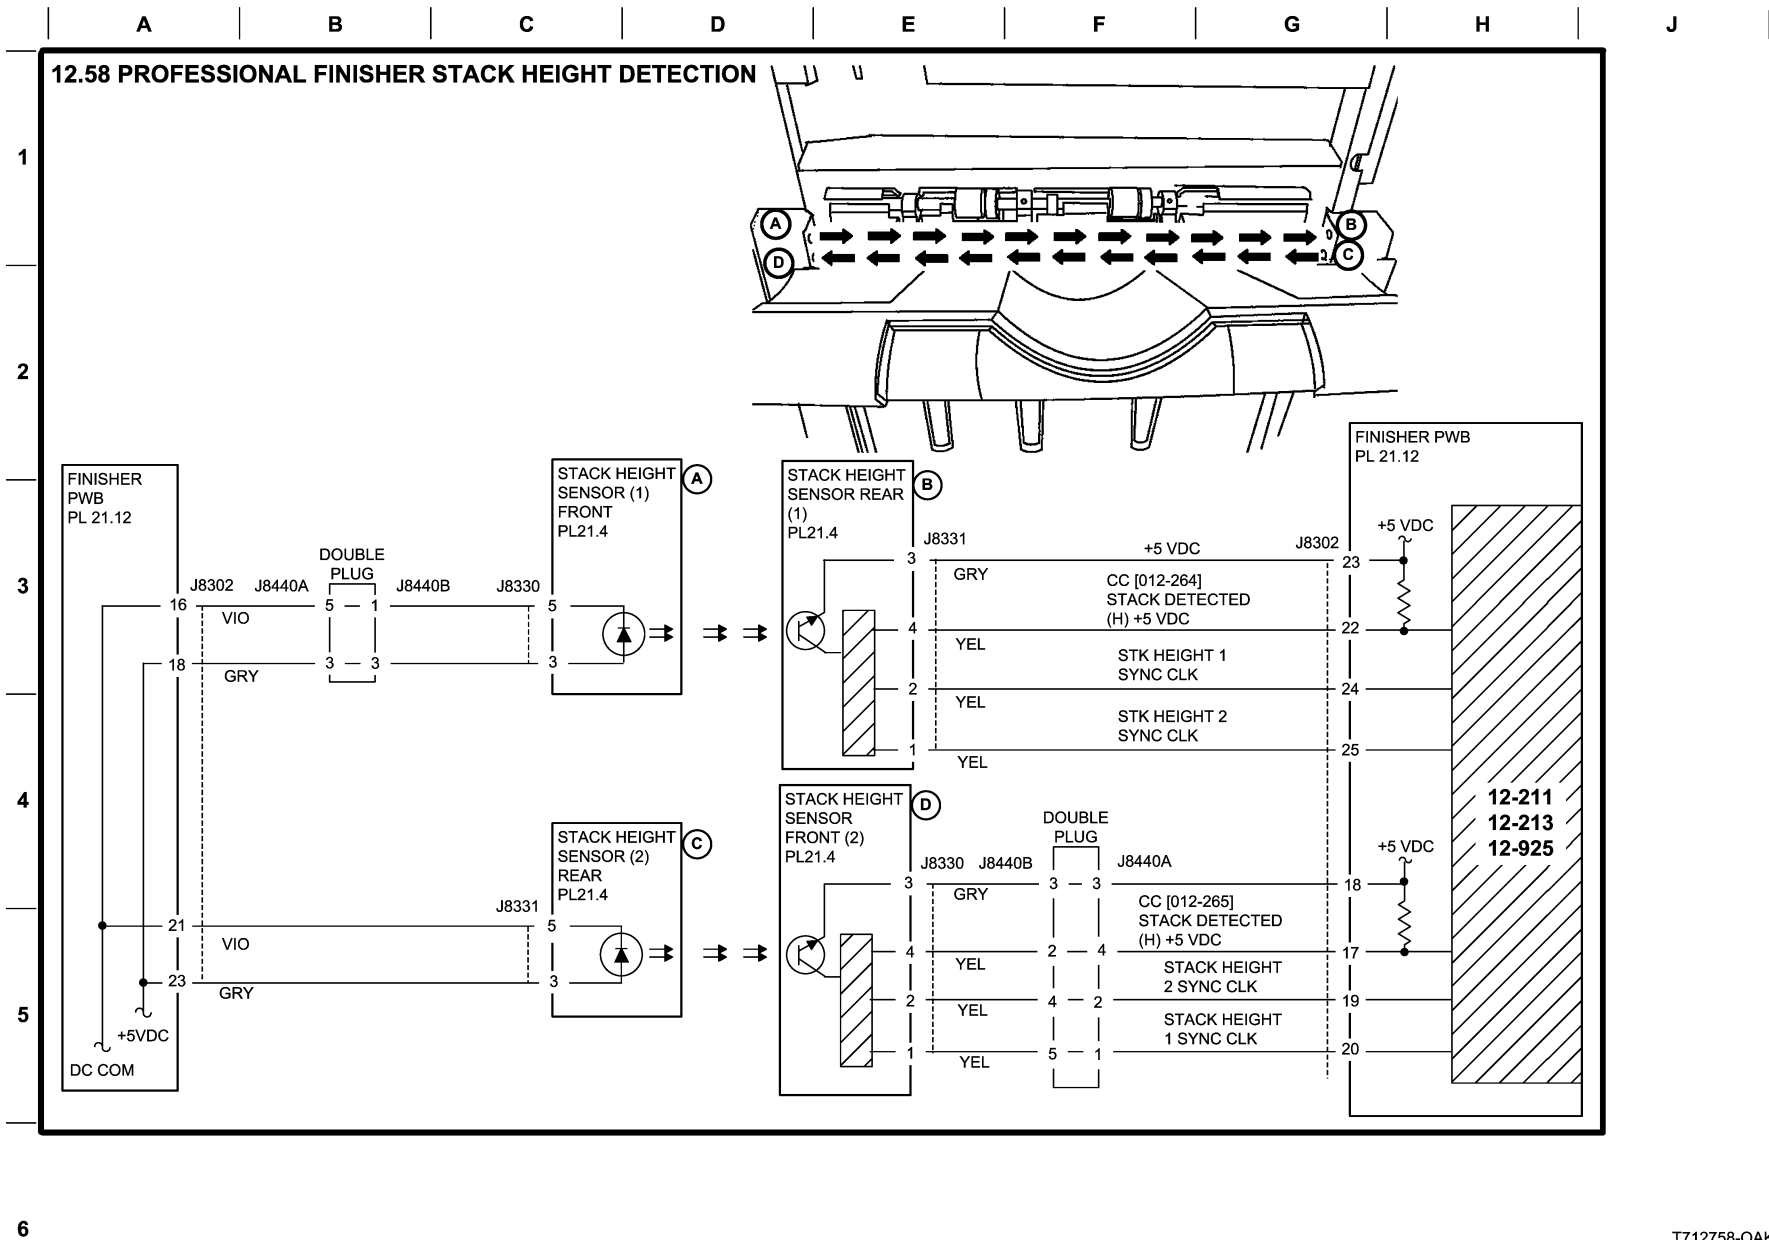 A B C D E F G H J
12.58 PROFESSIONAL FINISHER STACK HEIGHT DETECTION
1
2
3
4
5
6
A
D
B
C
FINISHER
PWB
PL 21.12
16
18
21
23
+5VDC
DC COM
J8302
VIO
GRY
VIO
GRY
J8440A
DOUBLE
PLUG
J8440B
5 1
3 3
J8330
5
3
STACK HEIGHT
SENSOR (1)
FRONT
PL21.4
A
J8331
5
3
STACK HEIGHT
SENSOR (2)
REAR
PL21.4
C
STACK HEIGHT
SENSOR REAR
(1)
PL21.4
B
3
4
2
1
J8331
GRY
YEL
YEL
YEL
+5 VDC
CC [012-264]
STACK DETECTED
(H) +5 VDC
STK HEIGHT 1
SYNC CLK
STK HEIGHT 2
SYNC CLK
J8302
23
22
24
25
STACK HEIGHT
SENSOR
FRONT (2)
PL21.4
D
3
4
2
1
J8330
GRY
YEL
YEL
YEL
J8440B
DOUBLE
PLUG
J8440A
3 3
2 4
4 2
5 1
CC [012-265]
STACK DETECTED
(H) +5 VDC
STACK HEIGHT
2 SYNC CLK
STACK HEIGHT
1 SYNC CLK
18
17
19
20
FINISHER PWB
PL 21.12
+5 VDC
+5 VDC
12-211
12-213
12-925
T712758-OAK